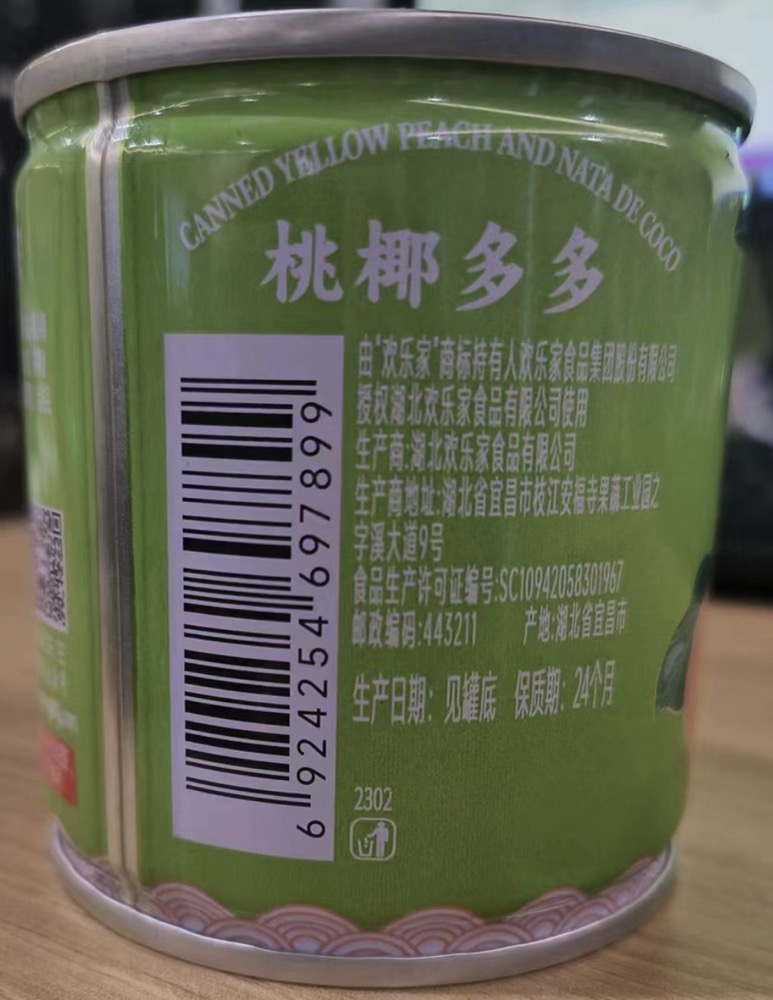 CANNED YELLOW PEACH AND NATA DE COCO
桃椰多多
由"欢乐家"商标持有人欢乐家食品集团股份有限公司
授权湖北欢乐家食品有限公司使用
生产商:湖北欢乐家食品有限公司
生产商地址:湖北省宜昌市枝江安福寺果蔬工业园之
字溪大道9号
食品生产许可证编号:SC10942058301967
邮政编码:443211 产地:湖北省宜昌市
生产日期: 见罐底 保质期: 24个月
6 924254 697899
2302